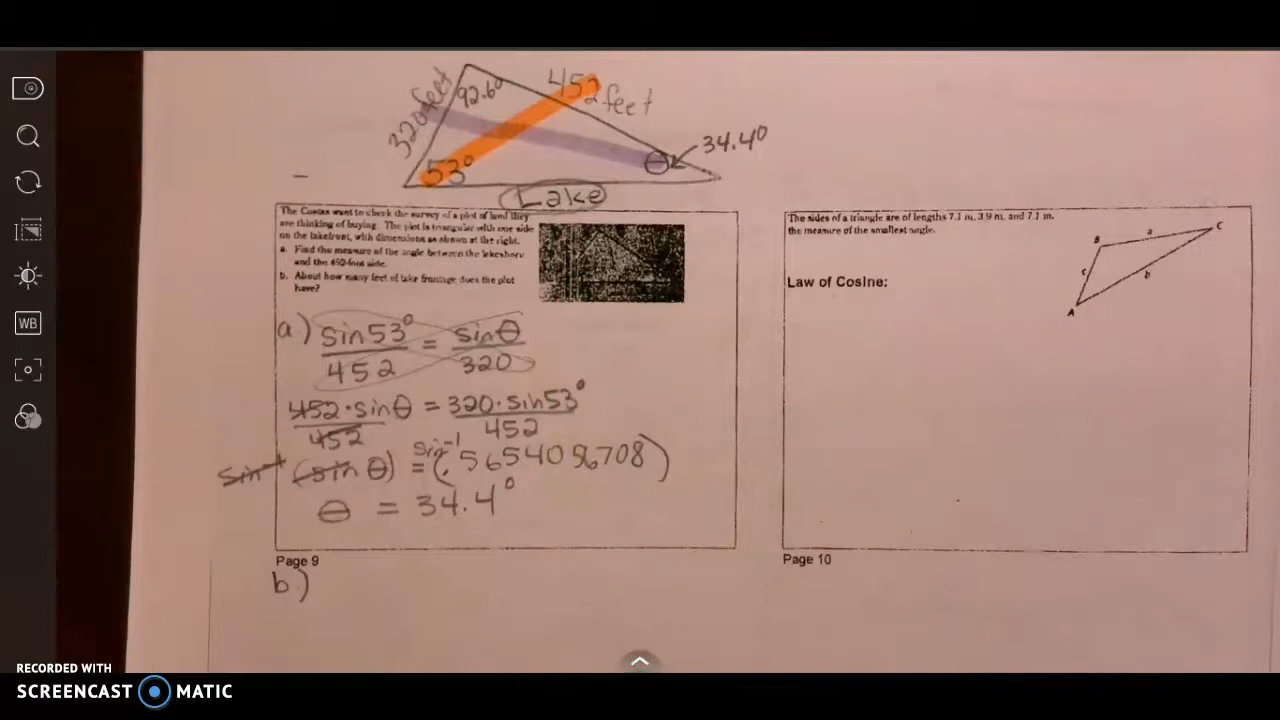 320 feet
92.6°
452 feet
53°
θ
34.4°
Lake
The Costas want to check the survey of a plot of land they
are thinking of buying. The plot is triangular with one side
on the lakefront, with dimensions as shown at the right.
a. Find the measure of the angle between the lakeshore
and the 452-foot side.
b. About how many feet of lake frontage does the plot
have?
a.) sin53° / 452 = sinθ / 320
452·sinθ / 452 = 320·sin53° / 452
sin⁻¹ (sin θ) = sin⁻¹(.5654056708)
θ = 34.4°
Page 9
b.)
The sides of a triangle are of lengths 7.1 m, 3.9 m, and 7.1 m.
the measure of the smallest angle.
Law of Cosine:
B
a
C
c
b
A
Page 10
WB
RECORDED WITH
SCREENCAST MATIC